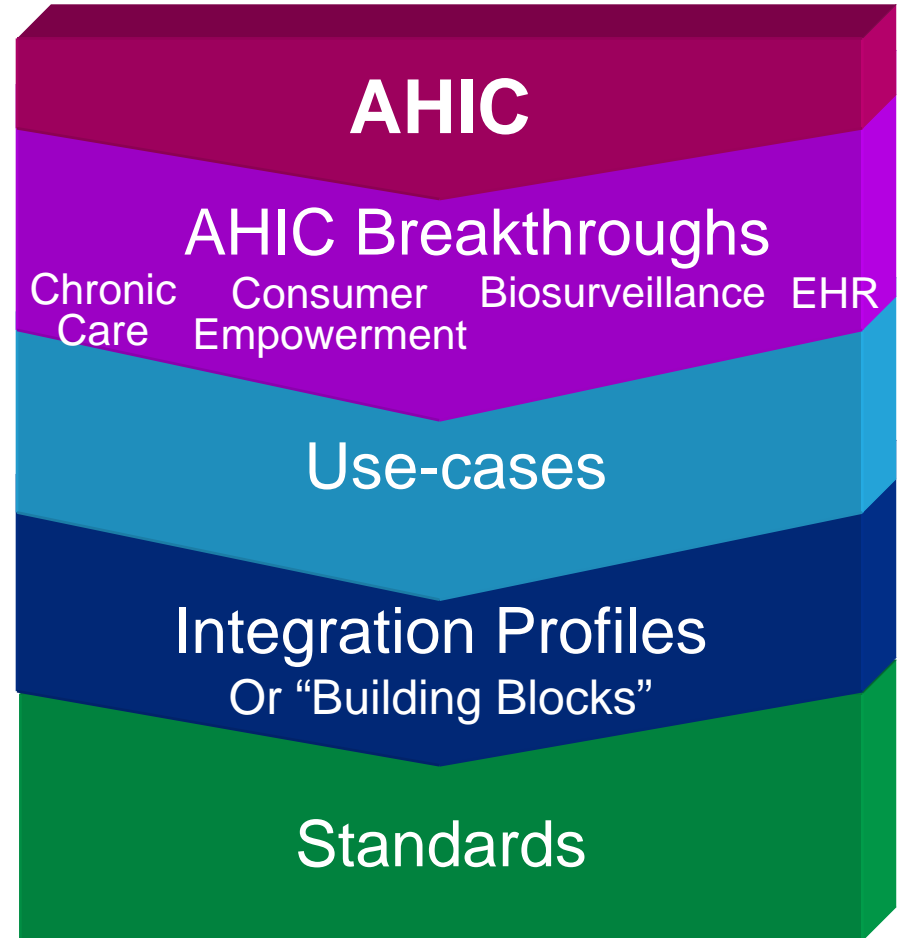 AHIC
AHIC Breakthroughs
Chronic
Care
Consumer
Empowerment
Biosurveillance
EHR
Use-cases
Integration Profiles
Or “Building Blocks”
Standards